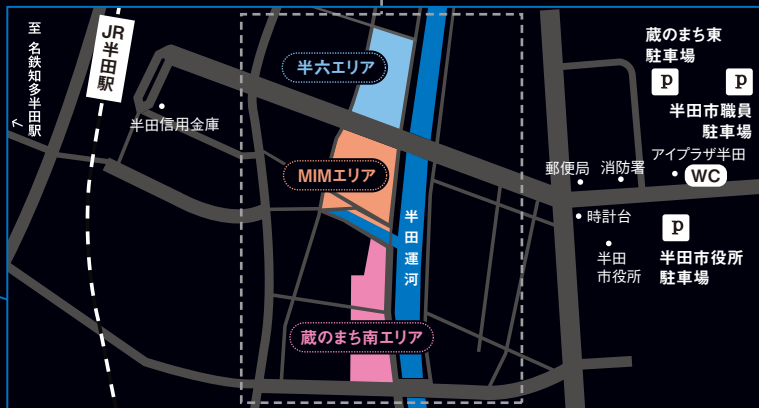 至 名鉄知多半田駅
JR半田駅
半田信用金庫
半六エリア
MIMエリア
蔵のまち南エリア
半田運河
蔵のまち東
駐車場
P
P
半田市職員
駐車場
アイプラザ半田
WC
郵便局
消防署
時計台
半田
市役所
P
半田市役所
駐車場